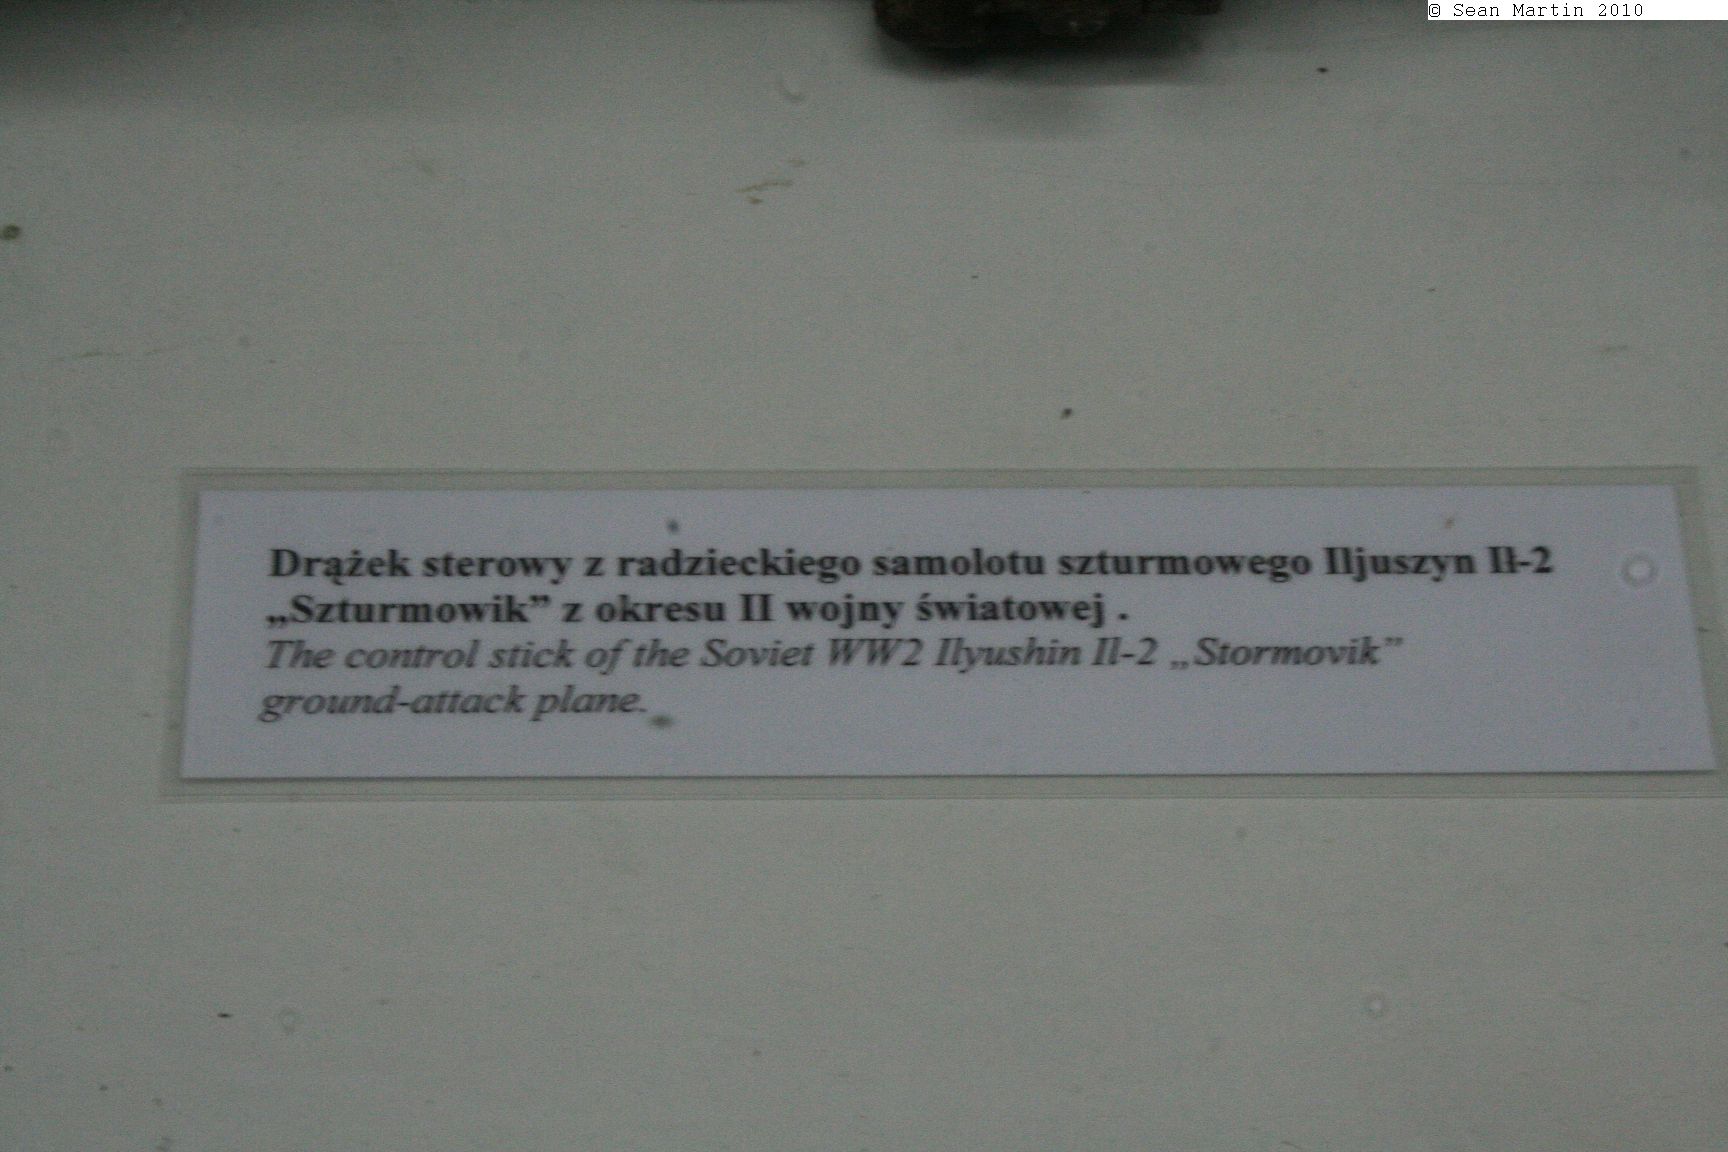 © Sean Martin 2010
Drążek sterowy z radzieckiego samolotu szturmowego Iljuszyn Ił-2
„Szturmowik” z okresu II wojny światowej .
The control stick of the Soviet WW2 Ilyushin Il-2 „Stormovik”
ground-attack plane.